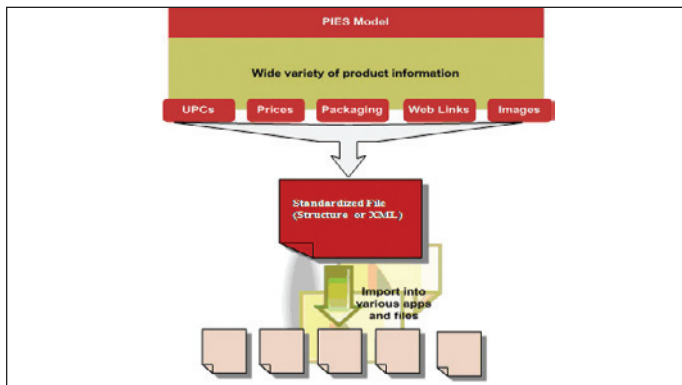 PIES Model
Wide variety of product information
UPCs Prices Packaging Web Links Images
Standardized File
(Structure or XML)
Import into
various apps
and files